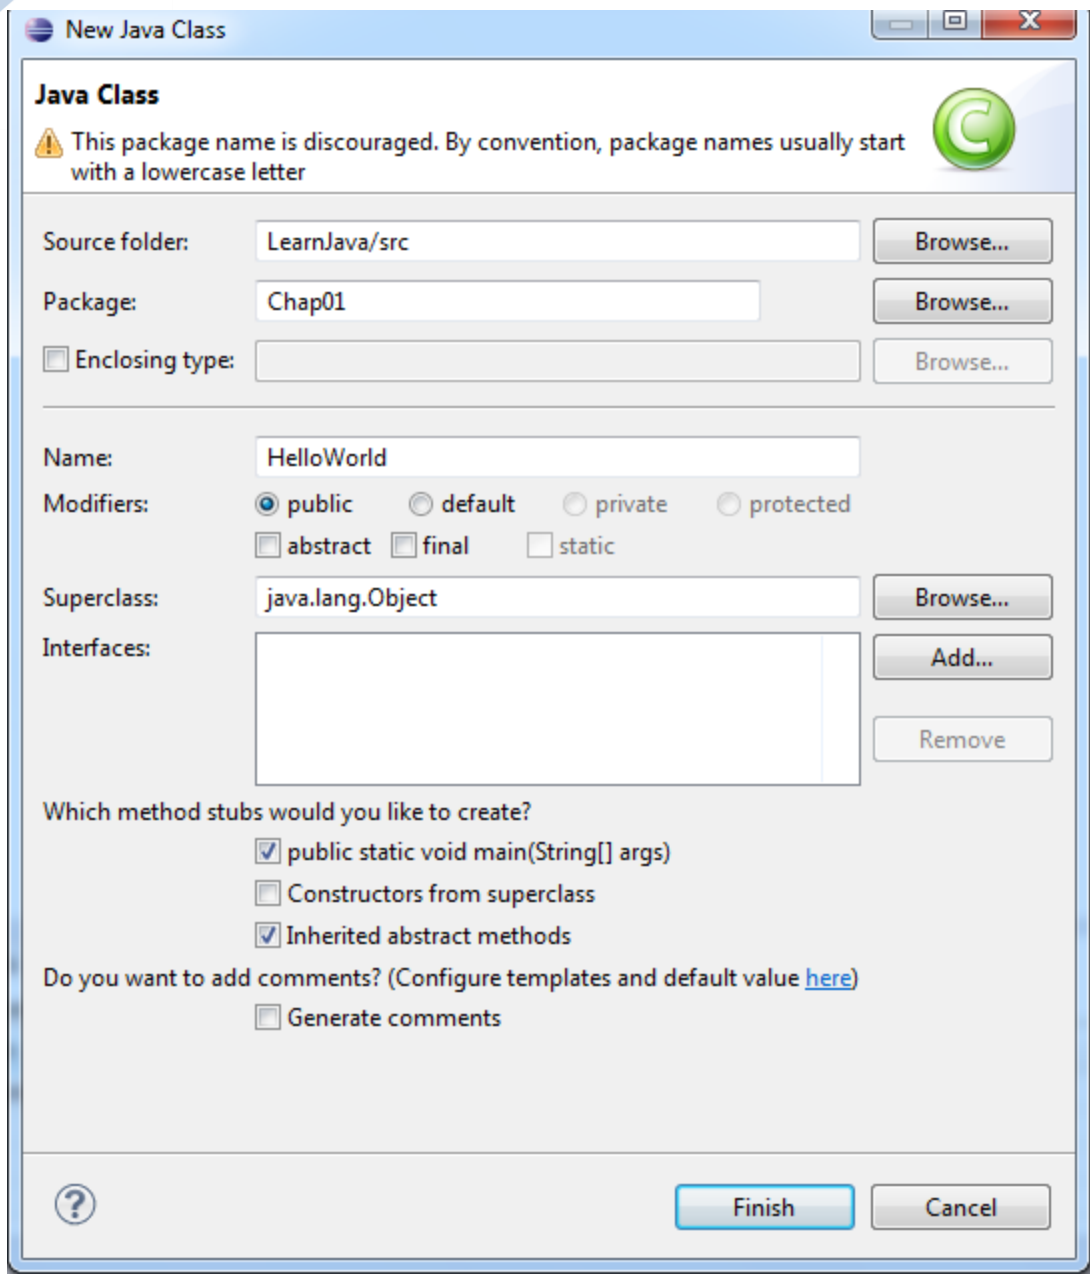 New Java Class
Java Class
This package name is discouraged. By convention, package names usually start
with a lowercase letter
Source folder: LearnJava/src Browse...
Package: Chap01 Browse...
Enclosing type: Browse...
Name: HelloWorld
Modifiers: public default private protected
abstract final static
Superclass: java.lang.Object Browse...
Interfaces: Add...
Remove
Which method stubs would you like to create?
public static void main(String[] args)
Constructors from superclass
Inherited abstract methods
Do you want to add comments? (Configure templates and default value here)
Generate comments
Finish Cancel